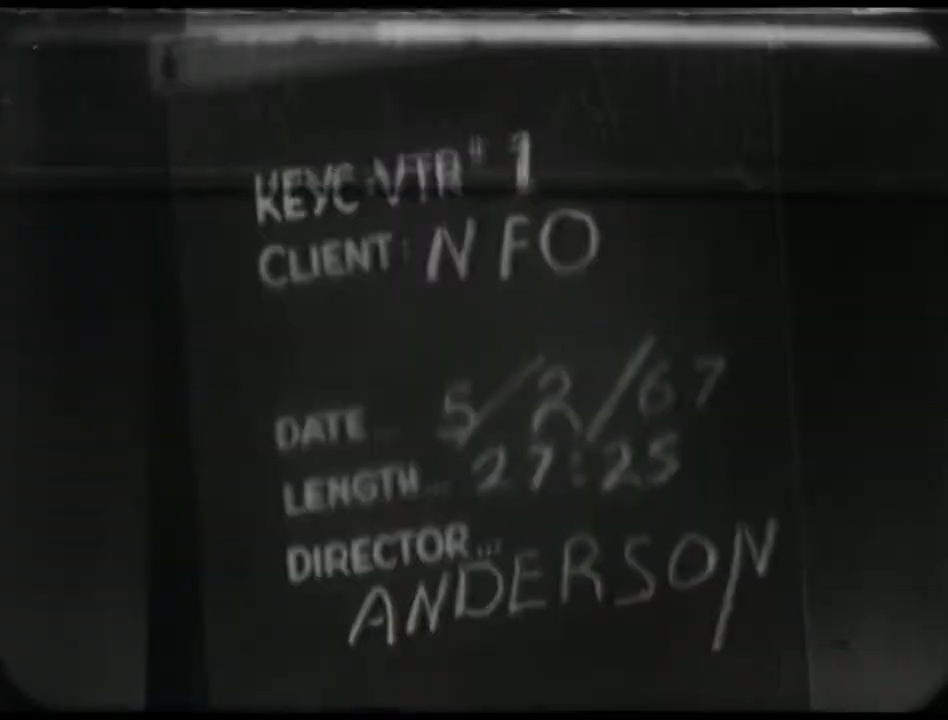 KEYC-VTR # 1
CLIENT: NFO
DATE... 5/2/67
LENGTH... 27:25
DIRECTOR...
ANDERSON